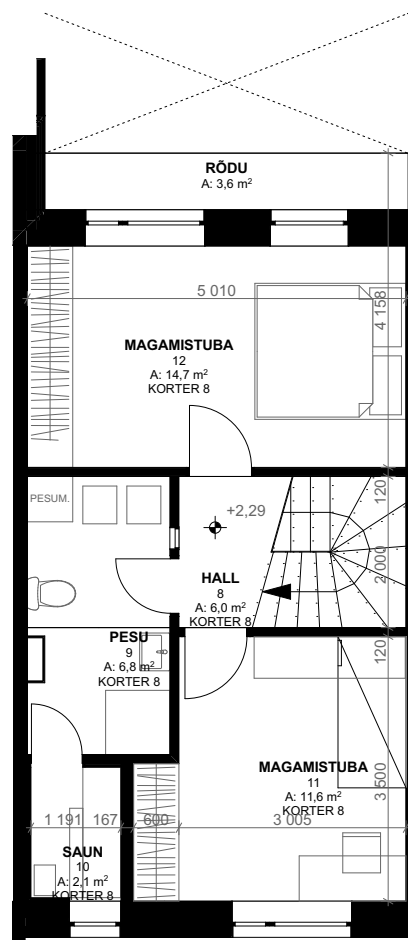 RÕDU
A: 3,6 m²
5 010
4 158
MAGAMISTUBA
12
A: 14,7 m²
KORTER 8
PESUM.
+2,29
120
2 000
HALL
8
A: 6,0 m²
KORTER 8
PESU
9
A: 6,8 m²
KORTER 8
120
MAGAMISTUBA
11
A: 11,6 m²
KORTER 8
3 500
1 191
167
600
3 005
SAUN
10
A: 2,1 m²
KORTER 8